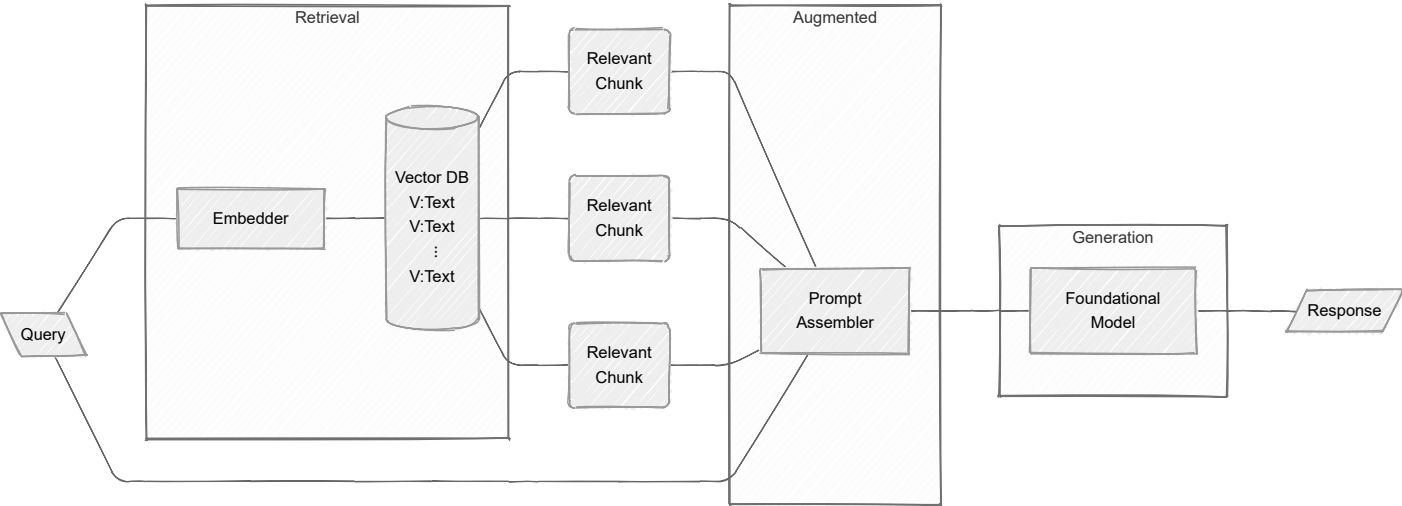 Retrieval
Augmented
Relevant
Chunk
Vector DB
V:Text
V:Text
⋮
V:Text
Embedder
Relevant
Chunk
Generation
Query
Prompt
Assembler
Foundational
Model
Response
Relevant
Chunk